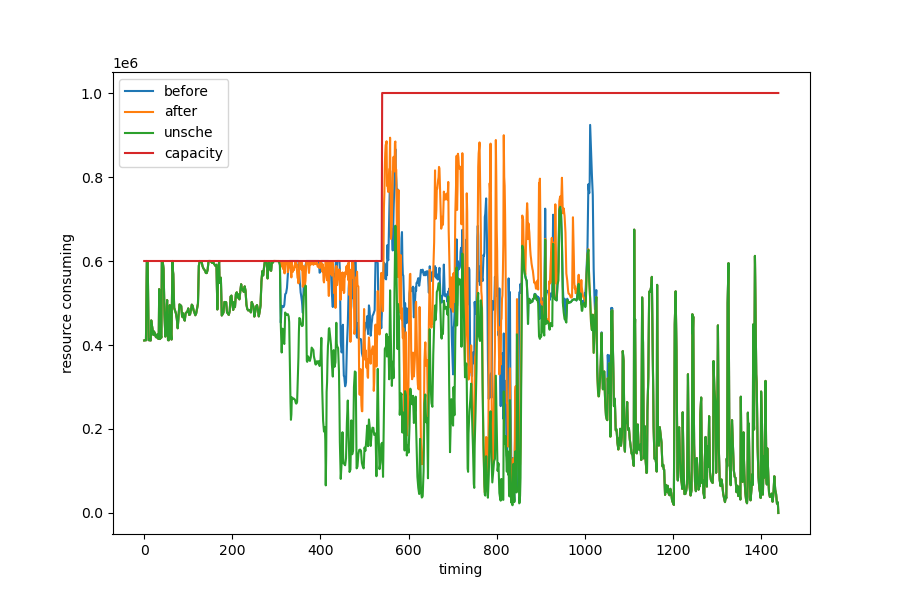 1e6
before
after
unsche
capacity
1.0
0.8
0.6
0.4
0.2
0.0
resource consuming
0 200 400 600 800 1000 1200 1400
timing